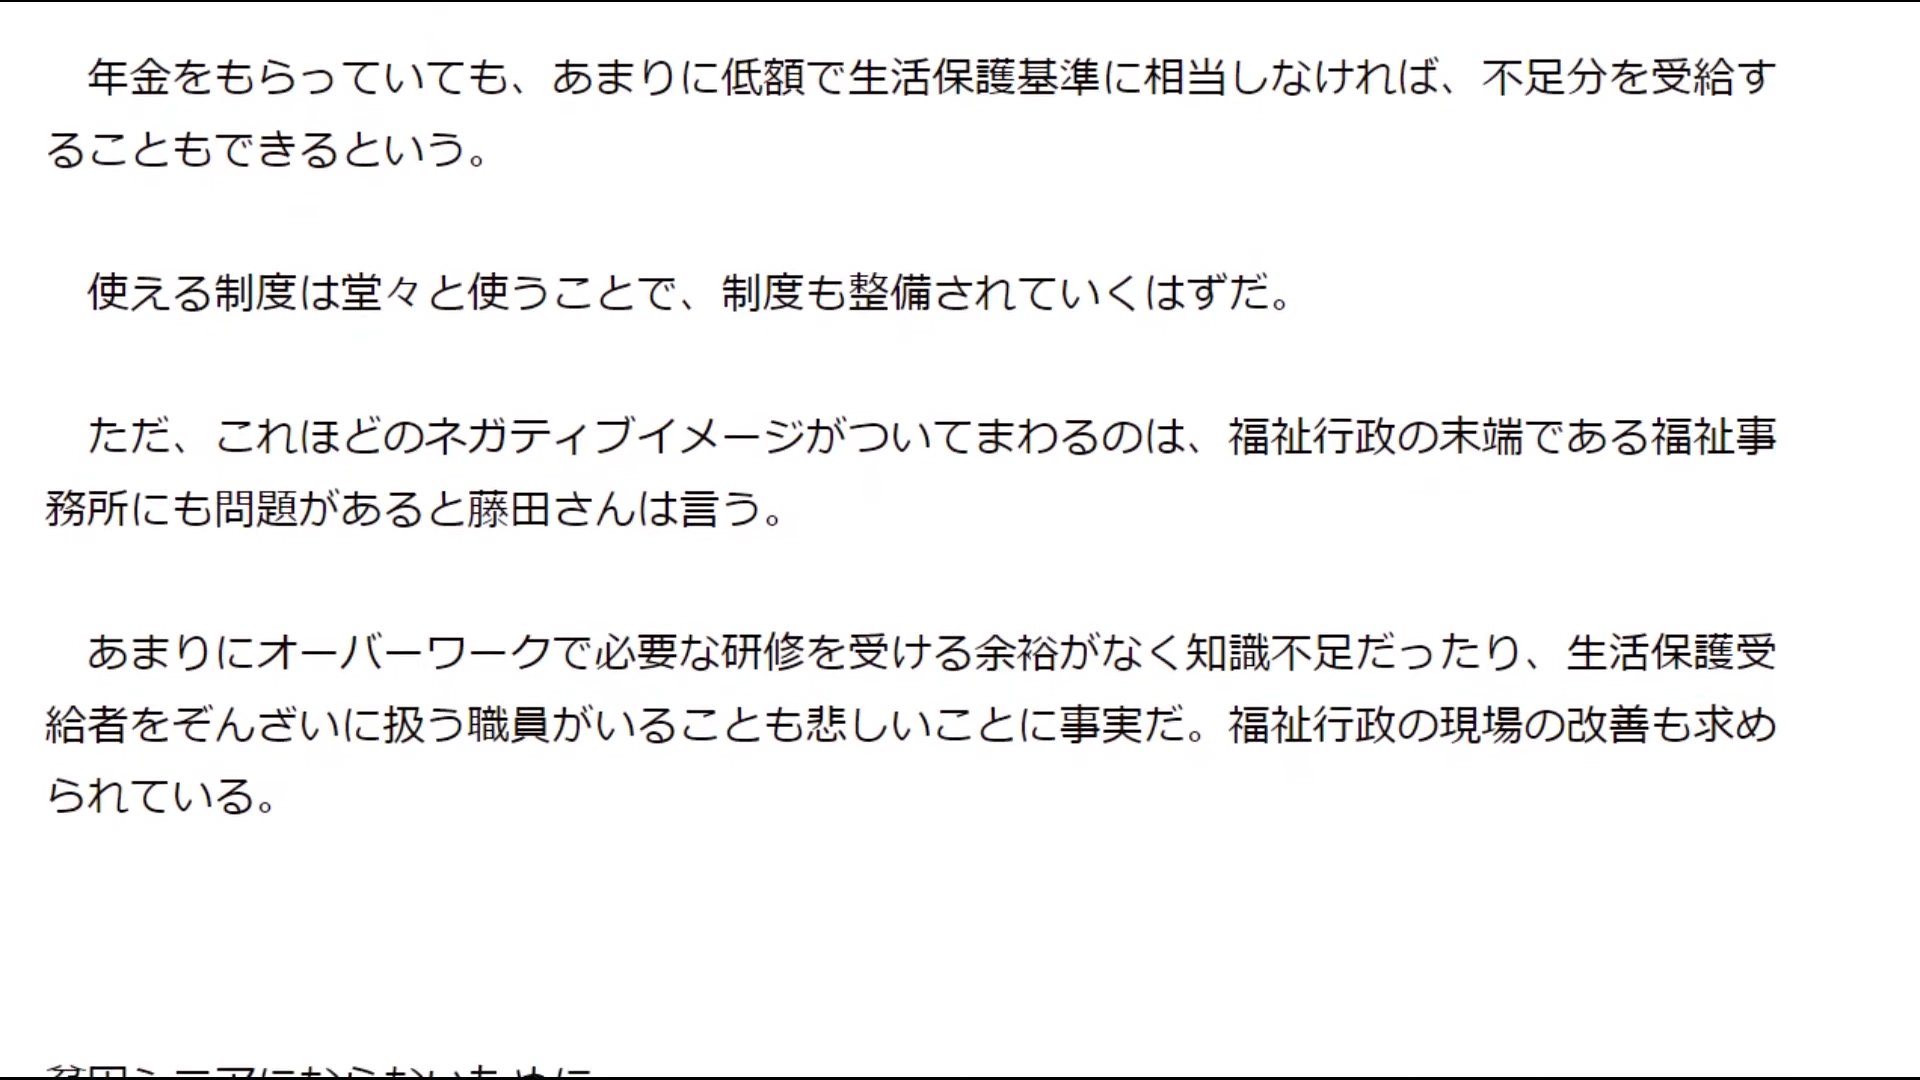 年金をもらっていても、あまりに低額で生活保護基準に相当しなければ、不足分を受給す
ることもできるという。
使える制度は堂々と使うことで、制度も整備されていくはずだ。
ただ、これほどのネガティブイメージがついてまわるのは、福祉行政の末端である福祉事
務所にも問題があると藤田さんは言う。
あまりにオーバーワークで必要な研修を受ける余裕がなく知識不足だったり、生活保護受
給者をぞんざいに扱う職員がいることも悲しいことに事実だ。福祉行政の現場の改善も求め
られている。